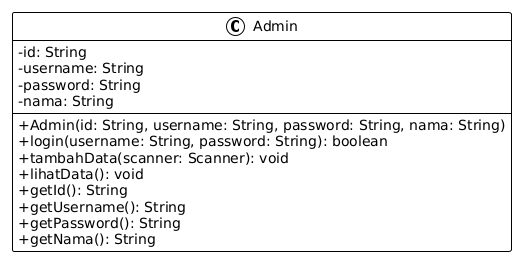 C Admin
-id: String
-username: String
-password: String
-nama: String
+Admin(id: String, username: String, password: String, nama: String)
+login(username: String, password: String): boolean
+tambahData(scanner: Scanner): void
+lihatData(): void
+getId(): String
+getUsername(): String
+getPassword(): String
+getNama(): String